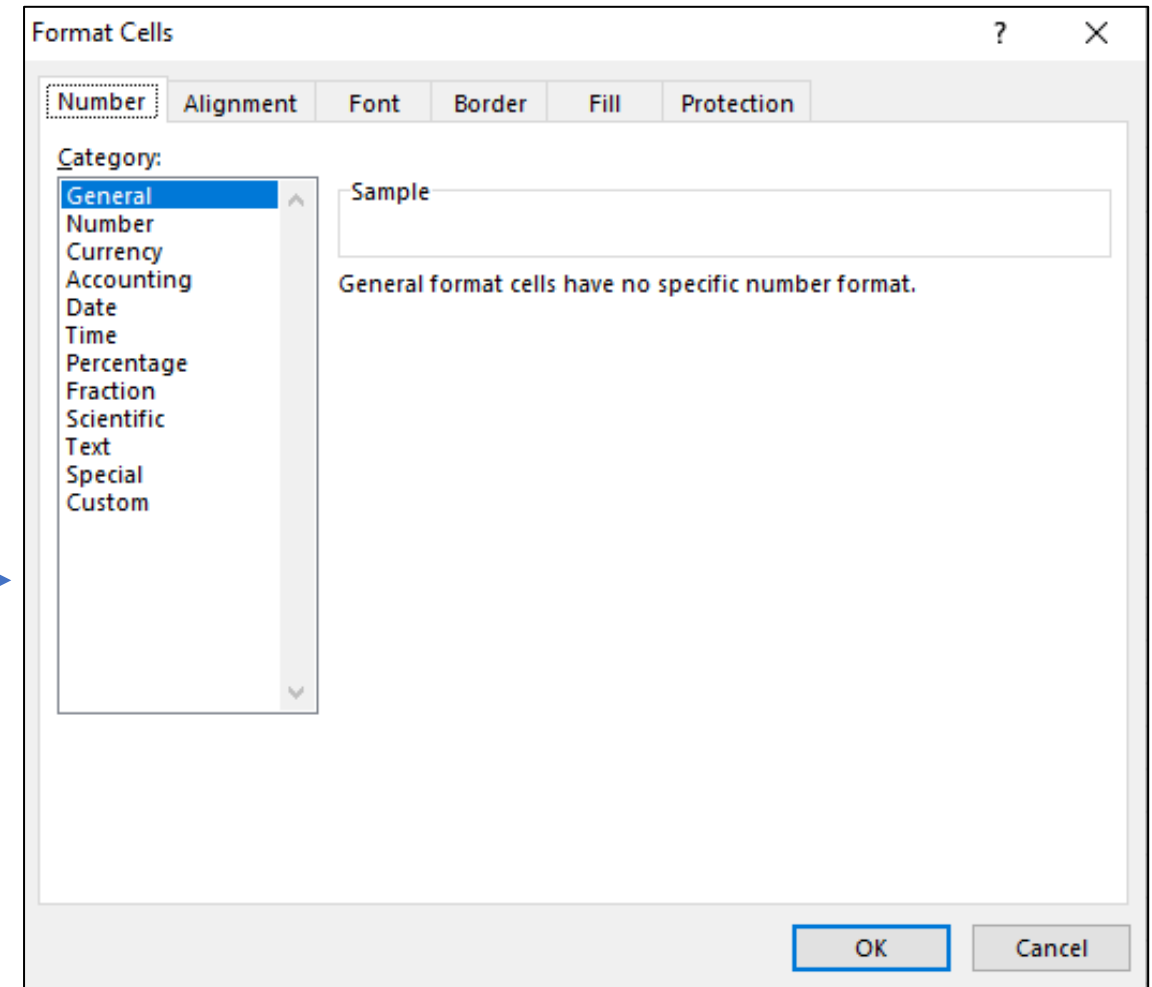 Format Cells ? ×
Number Alignment Font Border Fill Protection
Category:
General
Number
Currency
Accounting
Date
Time
Percentage
Fraction
Scientific
Text
Special
Custom
Sample
General format cells have no specific number format.
OK Cancel